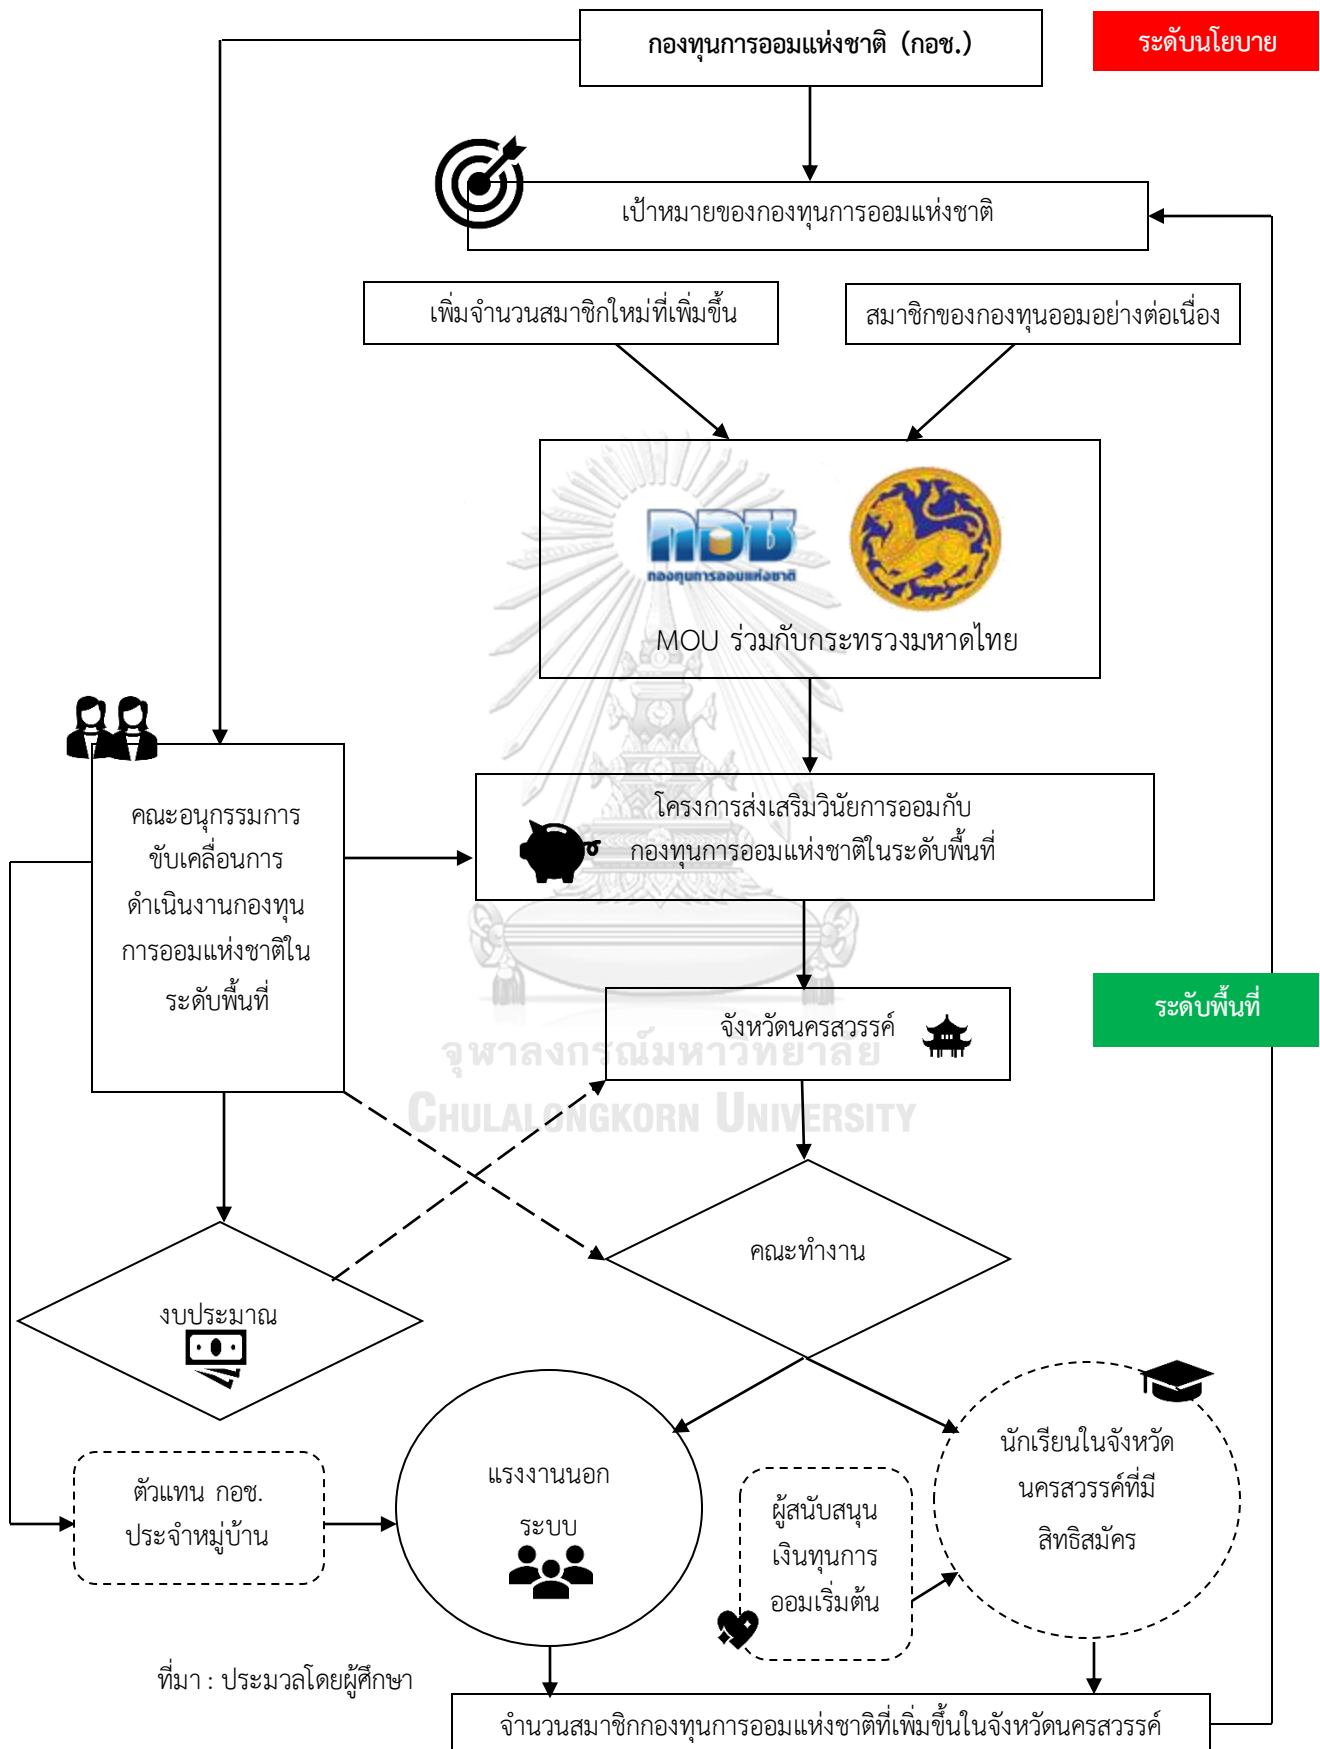 กองทุนการออมแห่งชาติ (กอช.)
ระดับนโยบาย
เป้าหมายของกองทุนการออมแห่งชาติ
เพิ่มจำนวนสมาชิกใหม่ที่เพิ่มขึ้น
สมาชิกของกองทุนออมอย่างต่อเนื่อง
กอช
กองทุนการออมแห่งชาติ
MOU ร่วมกับกระทรวงมหาดไทย
คณะอนุกรรมการ
ขับเคลื่อนการ
ดำเนินงานกองทุน
การออมแห่งชาติใน
ระดับพื้นที่
โครงการส่งเสริมวินัยการออมกับ
กองทุนการออมแห่งชาติในระดับพื้นที่
ระดับพื้นที่
จังหวัดนครสวรรค์
จุฬาลงกรณ์มหาวิทยาลัย
CHULALONGKORN UNIVERSITY
คณะทำงาน
งบประมาณ
ตัวแทน กอช.
ประจำหมู่บ้าน
แรงงานนอก
ระบบ
ผู้สนับสนุน
เงินทุนการ
ออมเริ่มต้น
นักเรียนในจังหวัด
นครสวรรค์ที่มี
สิทธิสมัคร
ที่มา : ประมวลโดยผู้ศึกษา
จำนวนสมาชิกกองทุนการออมแห่งชาติที่เพิ่มขึ้นในจังหวัดนครสวรรค์